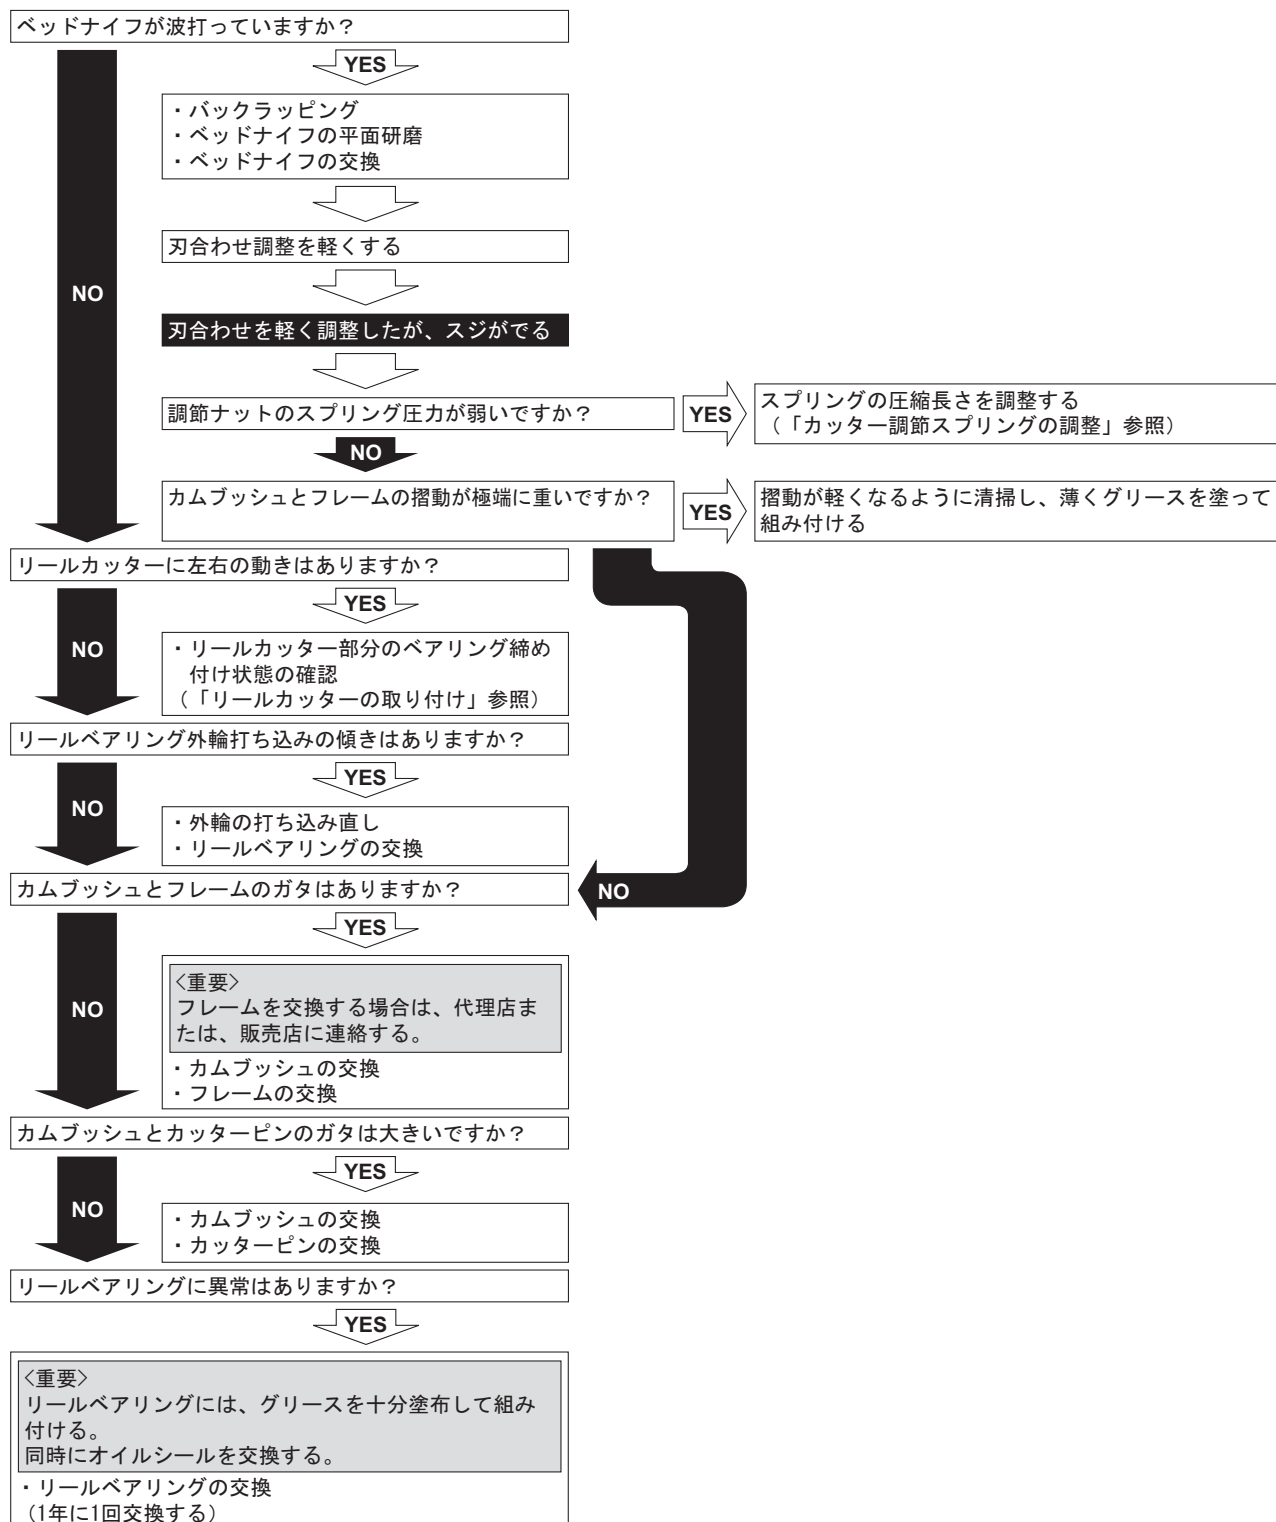 ベッドナイフが波打っていますか？
YES
・バックラッピング
・ベッドナイフの平面研磨
・ベッドナイフの交換
刃合わせ調整を軽くする
NO
刃合わせを軽く調整したが、スジがでる
調節ナットのスプリング圧力が弱いですか？
YES
スプリングの圧縮長さを調整する
（「カッター調節スプリングの調整」参照）
NO
カムブッシュとフレームの摺動が極端に重いですか？
YES
摺動が軽くなるように清掃し、薄くグリースを塗って
組み付ける
リールカッターに左右の動きはありますか？
YES
NO
・リールカッター部分のベアリング締め
付け状態の確認
（「リールカッターの取り付け」参照）
リールベアリング外輪打ち込みの傾きはありますか？
YES
NO
・外輪の打ち込み直し
・リールベアリングの交換
カムブッシュとフレームのガタはありますか？
NO
YES
〈重要〉
フレームを交換する場合は、代理店ま
たは、販売店に連絡する。
NO
・カムブッシュの交換
・フレームの交換
カムブッシュとカッターピンのガタは大きいですか？
YES
NO
・カムブッシュの交換
・カッターピンの交換
リールベアリングに異常はありますか？
YES
〈重要〉
リールベアリングには、グリースを十分塗布して組み
付ける。
同時にオイルシールを交換する。
・リールベアリングの交換
（1年に1回交換する）